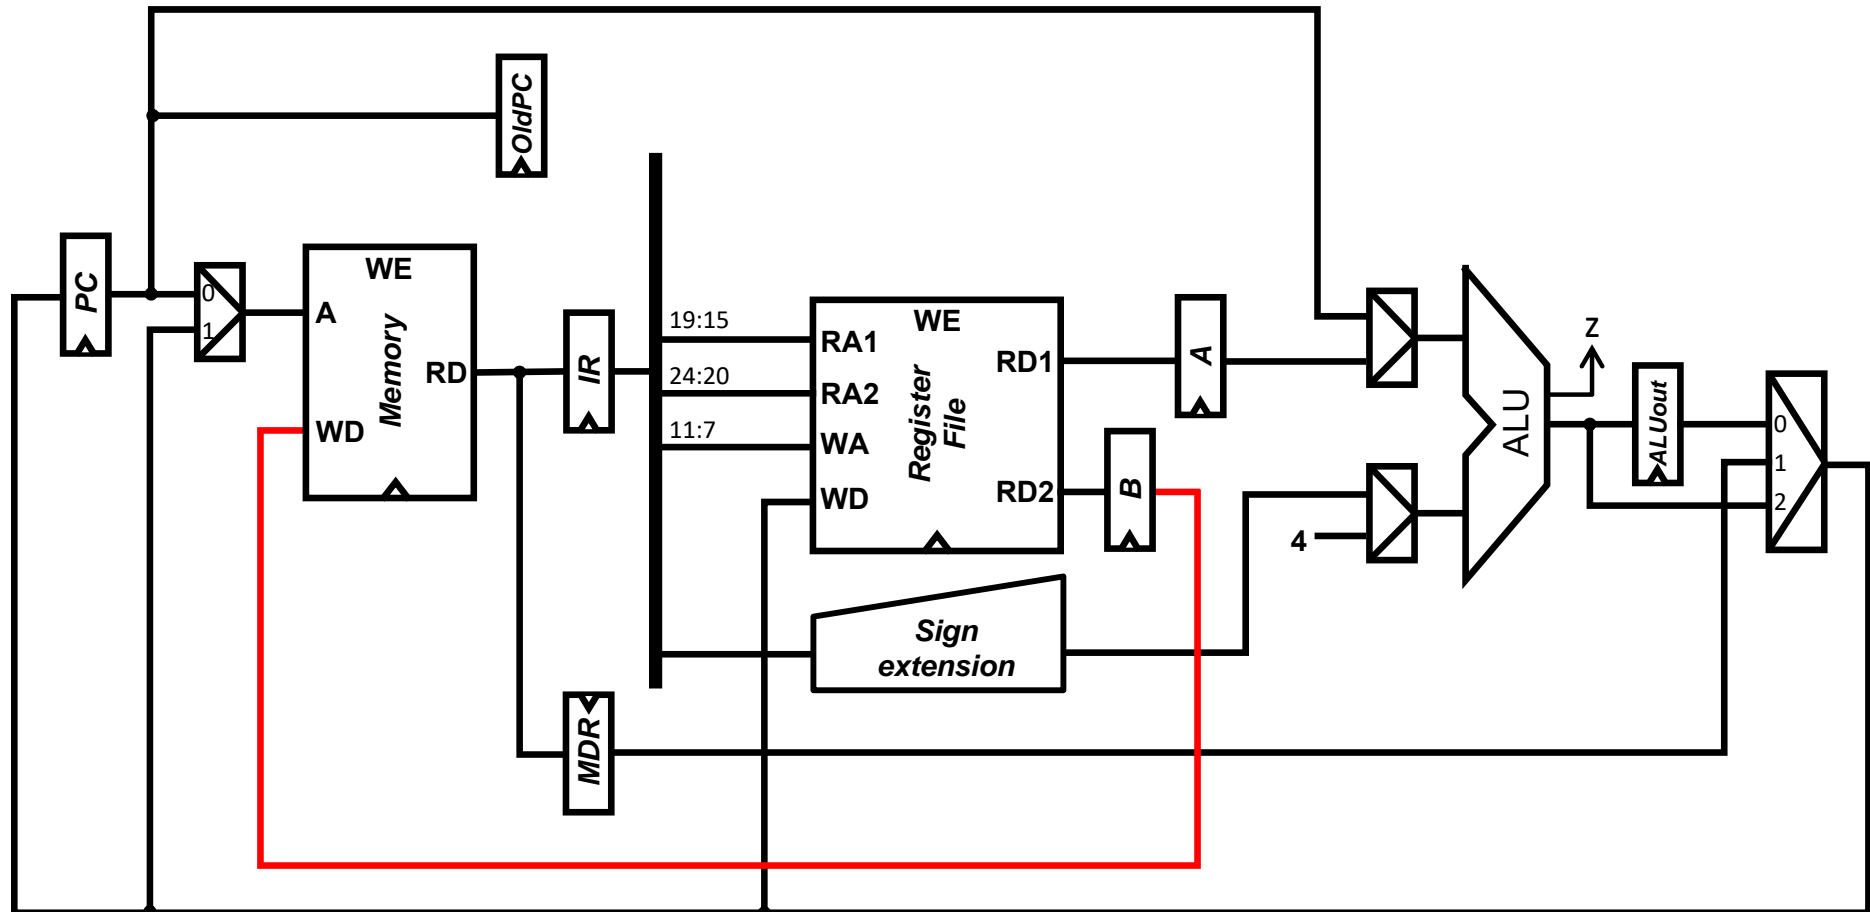 OldPC
PC
0
1
WE
A
Memory
RD
WD
IR
19:15
24:20
11:7
WE
RA1
RA2
WA
WD
Register
File
RD1
RD2
A
B
Sign
extension
MDR
4
ALU
Z
ALUout
0
1
2